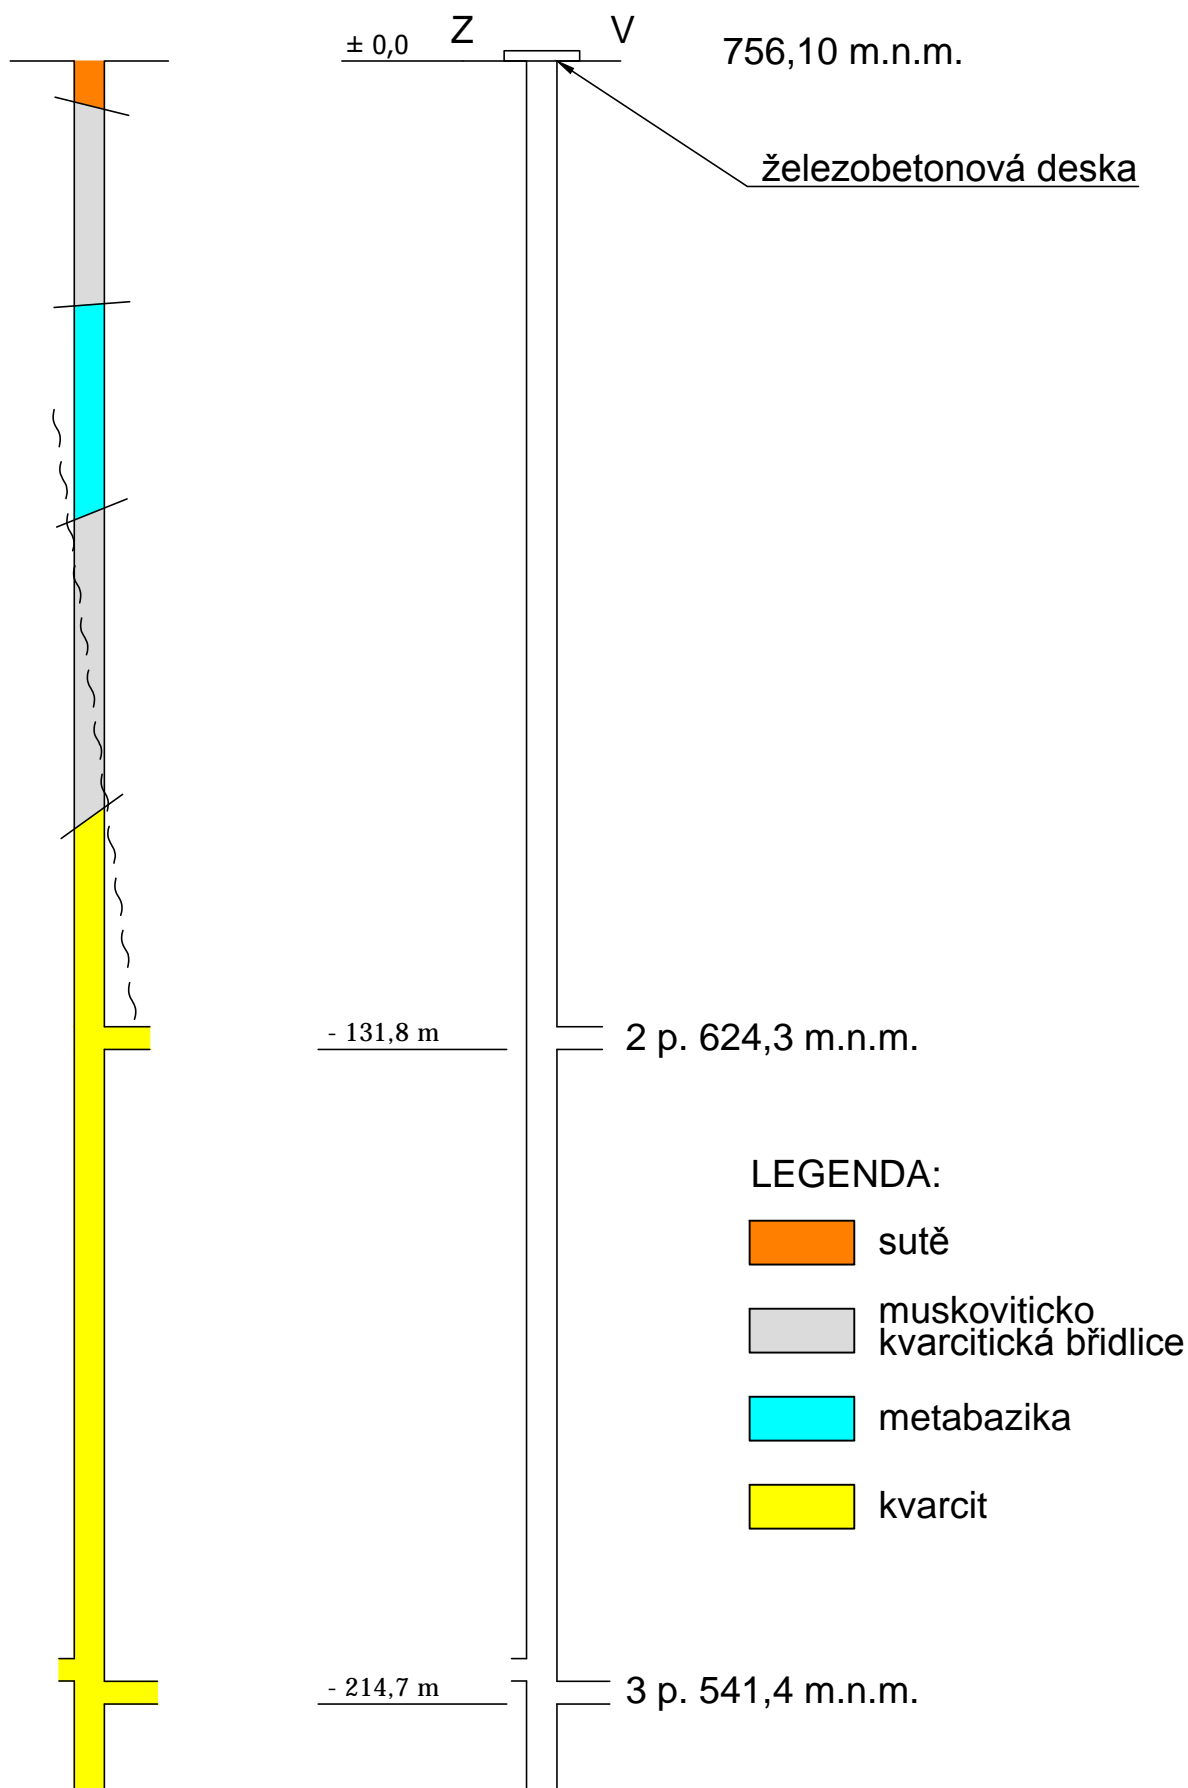 ± 0,0
Z
V
756,10 m.n.m.
železobetonová deska
- 131,8 m
2 p. 624,3 m.n.m.
LEGENDA:
sutě
muskoviticko
kvarcitická břidlice
metabazika
kvarcit
- 214,7 m
3 p. 541,4 m.n.m.